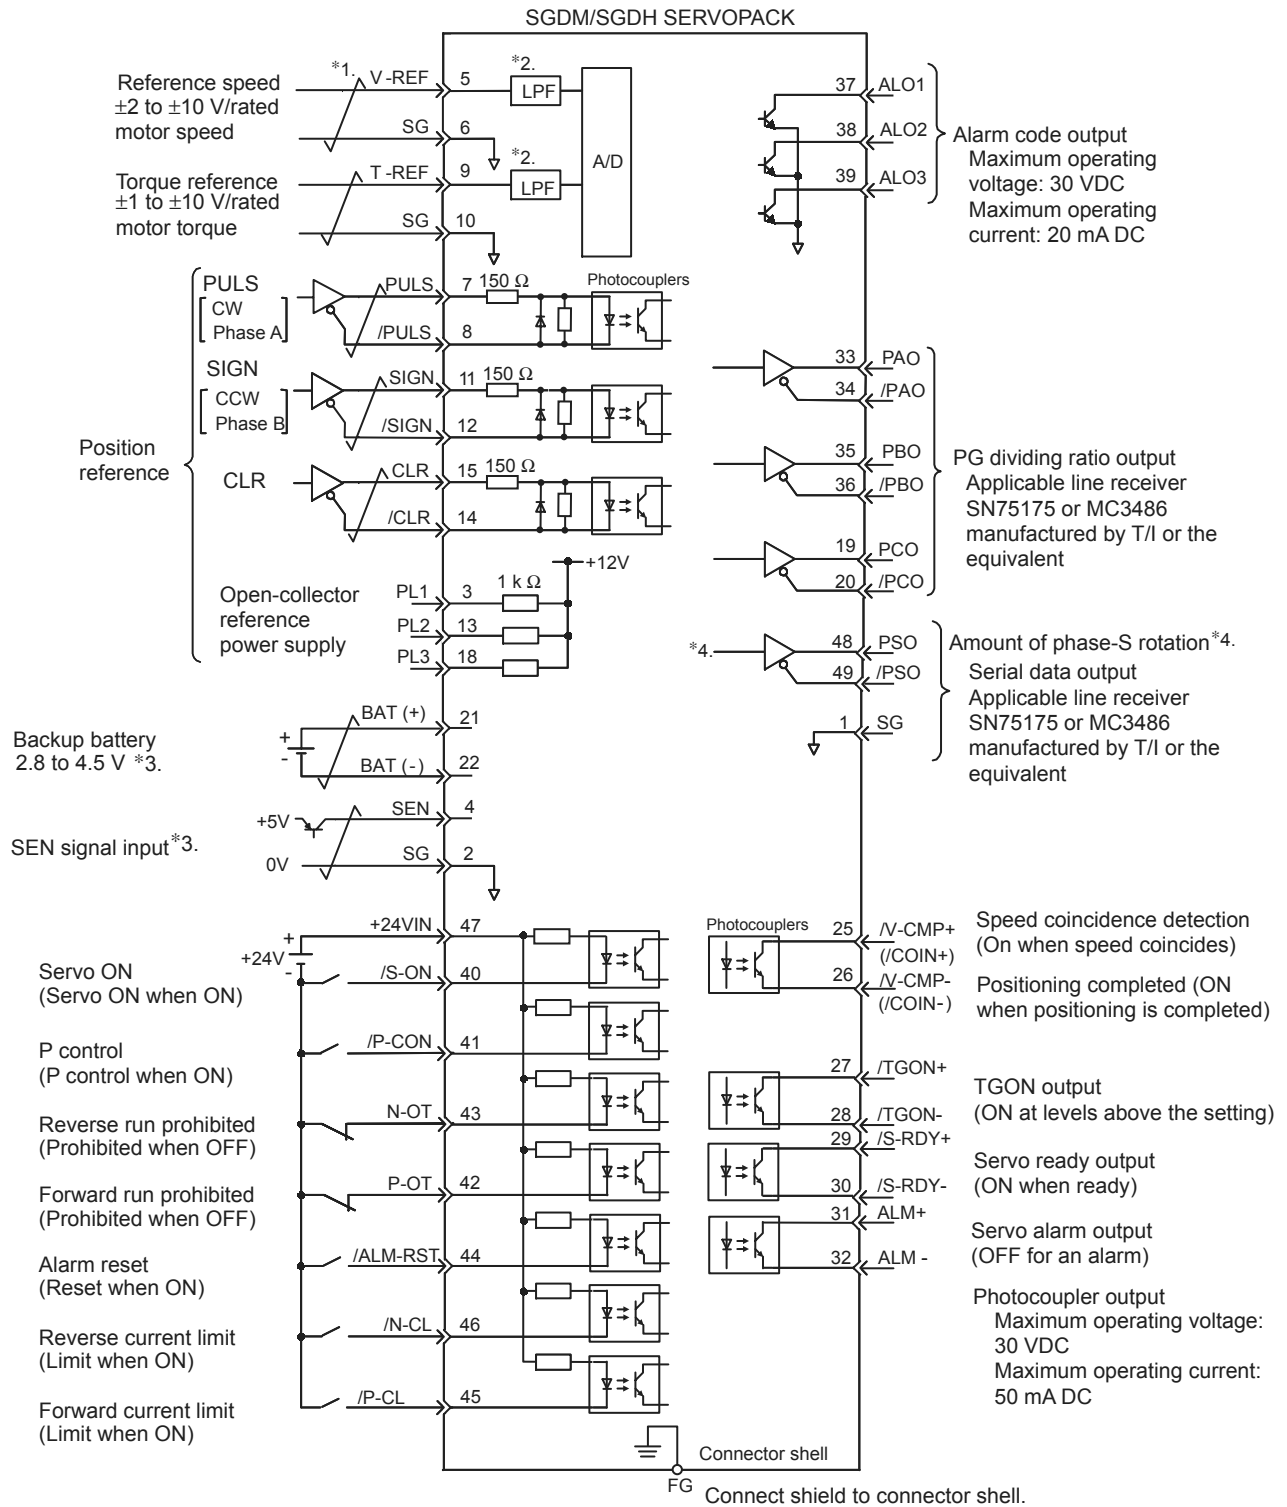 SGDM/SGDH SERVOPACK
Reference speed
±2 to ±10 V/rated
motor speed
*1.
V -REF
5
*2.
LPF
SG
6
Torque reference
±1 to ±10 V/rated
motor torque
T -REF
9
*2.
LPF
SG
10
A/D
Position
reference
PULS
CW
Phase A
PULS
7
150 Ω
Photocouplers
/PULS
8
SIGN
CCW
Phase B
SIGN
11
150 Ω
/SIGN
12
CLR
CLR
15
150 Ω
/CLR
14
+12V
Open-collector
reference
power supply
PL1
3
1 k Ω
PL2
13
PL3
18
Backup battery
2.8 to 4.5 V *3.
+
-
BAT (+)
21
BAT (-)
22
SEN signal input*3.
+5V
SEN
4
0V
SG
2
+24VIN
47
+
+24V
-
Servo ON
(Servo ON when ON)
/S-ON
40
P control
(P control when ON)
/P-CON
41
Reverse run prohibited
(Prohibited when OFF)
N-OT
43
Forward run prohibited
(Prohibited when OFF)
P-OT
42
Alarm reset
(Reset when ON)
/ALM-RST
44
Reverse current limit
(Limit when ON)
/N-CL
46
Forward current limit
(Limit when ON)
/P-CL
45
37
ALO1
38
ALO2
39
ALO3
Alarm code output
Maximum operating
voltage: 30 VDC
Maximum operating
current: 20 mA DC
33
PAO
34
/PAO
35
PBO
36
/PBO
19
PCO
20
/PCO
PG dividing ratio output
Applicable line receiver
SN75175 or MC3486
manufactured by T/I or the
equivalent
*4.
48
PSO
49
/PSO
1
SG
Amount of phase-S rotation*4.
Serial data output
Applicable line receiver
SN75175 or MC3486
manufactured by T/I or the
equivalent
Photocouplers
25
/V-CMP+
(/COIN+)
26
/V-CMP-
(/COIN-)
Speed coincidence detection
(On when speed coincides)
Positioning completed (ON
when positioning is completed)
27
/TGON+
28
/TGON-
TGON output
(ON at levels above the setting)
29
/S-RDY+
30
/S-RDY-
Servo ready output
(ON when ready)
31
ALM+
32
ALM -
Servo alarm output
(OFF for an alarm)
Photocoupler output
Maximum operating voltage:
30 VDC
Maximum operating current:
50 mA DC
Connector shell
FG
Connect shield to connector shell.